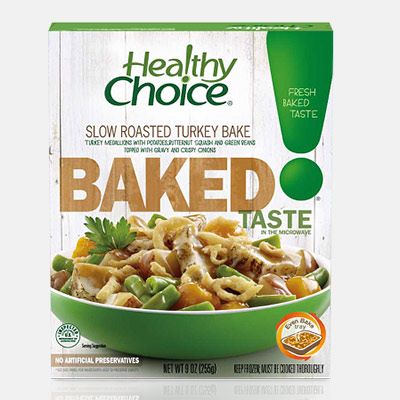 Healthy
Choice®
FRESH
BAKED
TASTE
SLOW ROASTED TURKEY BAKE
TURKEY MEDALLIONS WITH POTATOES, BUTTERNUT SQUASH AND GREEN BEANS
TOPPED WITH GRAVY AND CRISPY ONIONS
BAKED
TASTE
IN THE MICROWAVE
Even Bake
tray
Serving Suggestion
NO ARTIFICIAL PRESERVATIVES
NET WT 9 OZ (255g)
KEEP FROZEN; MUST BE COOKED THOROUGHLY